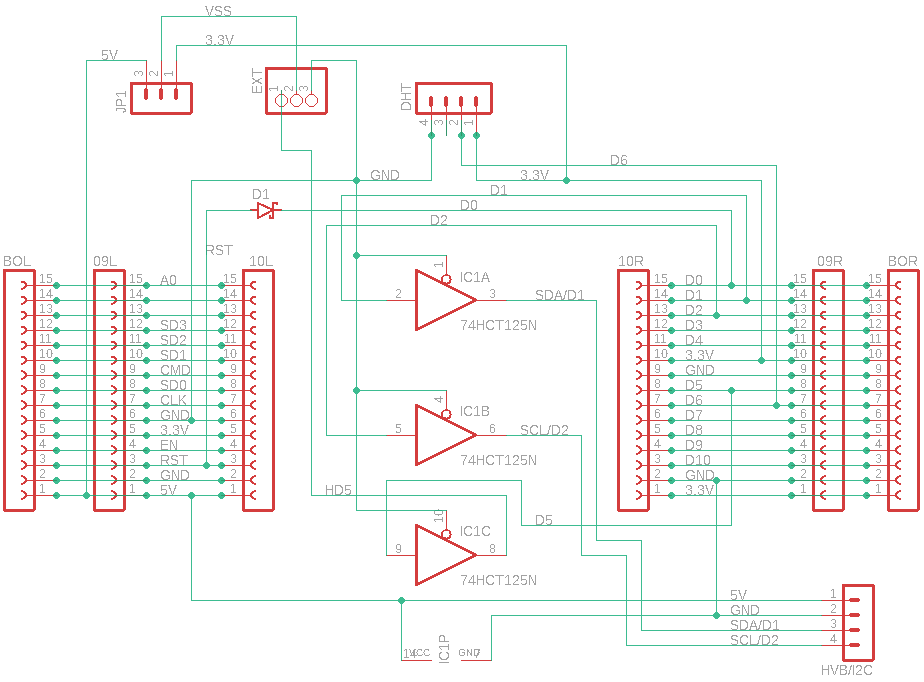 VSS
5V
3.3V
3
2
1
JP1
EXT
1
2
3
DHT
4
3
2
1
D6
GND
3.3V
D1
D1
D0
D2
RST
BOL
09L
10L
10R
09R
BOR
15 15 A0 15
14 14 14
13 13 13
12 12 SD3 12
11 11 SD2 11
10 10 SD1 10
9 9 CMD 9
8 8 SD0 8
7 7 CLK 7
6 6 GND 6
5 5 3.3V 5
4 4 EN 4
3 3 RST 3
2 2 GND 2
1 1 5V 1
1
IC1A
2
3
SDA/D1
74HCT125N
4
IC1B
5
6
SCL/D2
74HCT125N
HD5
D5
10
IC1C
9
8
74HCT125N
15 D0 15 15
14 D1 14 14
13 D2 13 13
12 D3 12 12
11 D4 11 11
10 3.3V 10 10
9 GND 9 9
8 D5 8 8
7 D6 7 7
6 D7 6 6
5 D8 5 5
4 D9 4 4
3 D10 3 3
2 GND 2 2
1 3.3V 1 1
5V 1
GND 2
SDA/D1 3
SCL/D2 4
14
VCC
IC1P
GND
7
HVB/I2C